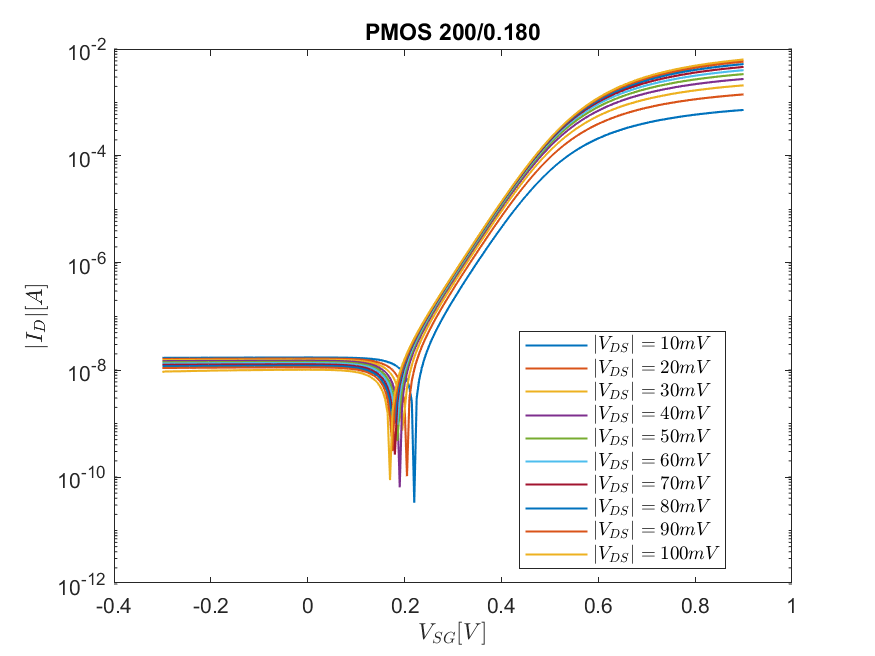 PMOS 200/0.180
10^-2
10^-4
10^-6
10^-8
10^-10
10^-12
|I_D|[A]
-0.4 -0.2 0 0.2 0.4 0.6 0.8 1
V_SG[V]
|V_DS| = 10mV
|V_DS| = 20mV
|V_DS| = 30mV
|V_DS| = 40mV
|V_DS| = 50mV
|V_DS| = 60mV
|V_DS| = 70mV
|V_DS| = 80mV
|V_DS| = 90mV
|V_DS| = 100mV